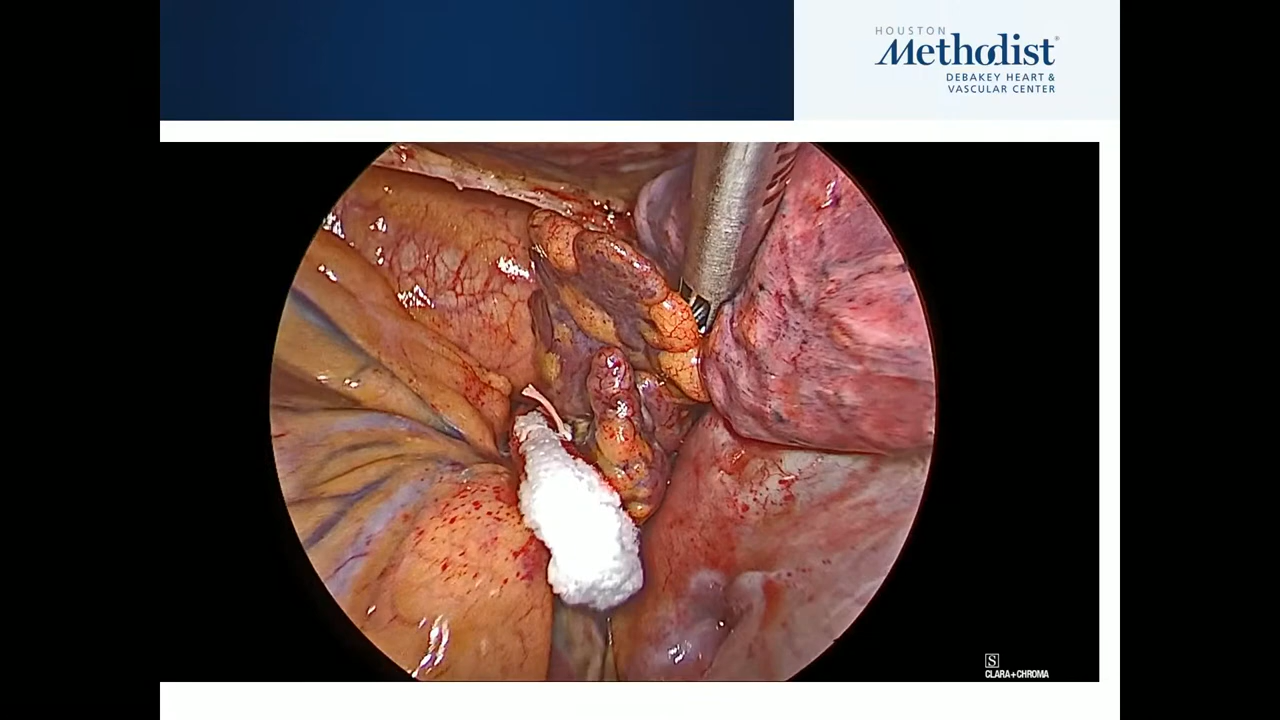 HOUSTON
Methodist®
DEBAKEY HEART &
VASCULAR CENTER
S
CLARA+CHROMA